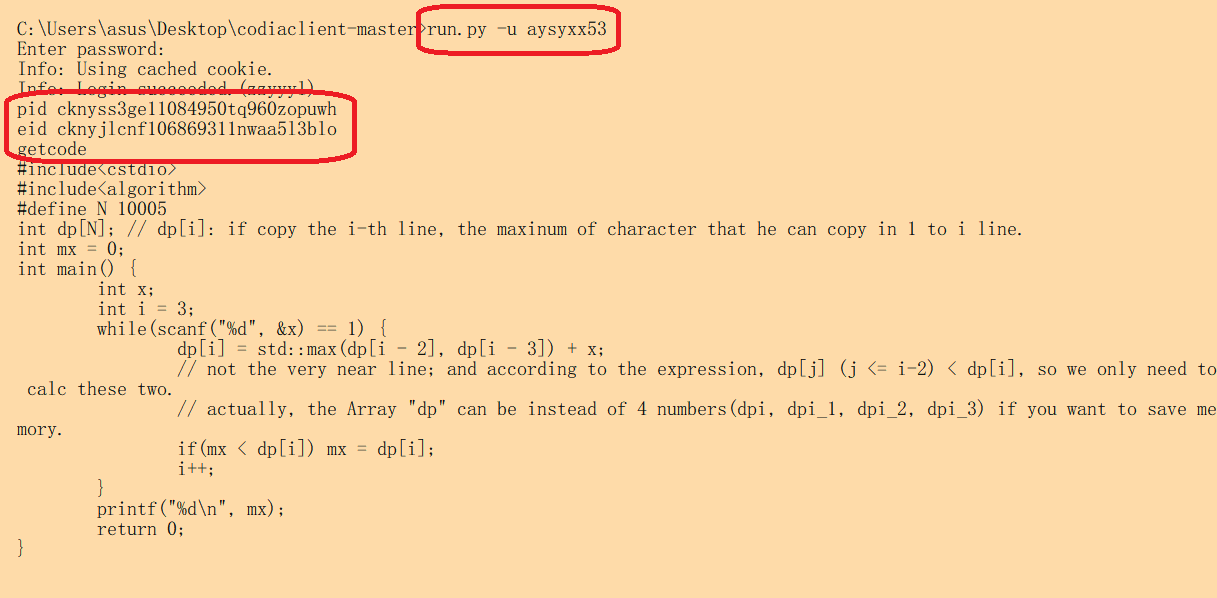 C:\Users\asus\Desktop\codiaclient-master>run.py -u aysyxx53
Enter password:
Info: Using cached cookie.
Info: Login succeeded.(zzyyyl)
pid cknyss3gel1084950tq960zopuwh
eid cknyjlcnf106869311nwaa5l3blo
getcode
#include<cstdio>
#include<algorithm>
#define N 10005
int dp[N]; // dp[i]: if copy the i-th line, the maxinum of character that he can copy in 1 to i line.
int mx = 0;
int main() {
        int x;
        int i = 3;
        while(scanf("%d", &x) == 1) {
                dp[i] = std::max(dp[i - 2], dp[i - 3]) + x;
                // not the very near line; and according to the expression, dp[j] (j <= i-2) < dp[i], so we only need to
 calc these two.
                // actually, the Array "dp" can be instead of 4 numbers(dpi, dpi_1, dpi_2, dpi_3) if you want to save me
mory.
                if(mx < dp[i]) mx = dp[i];
                i++;
        }
        printf("%d\n", mx);
        return 0;
}